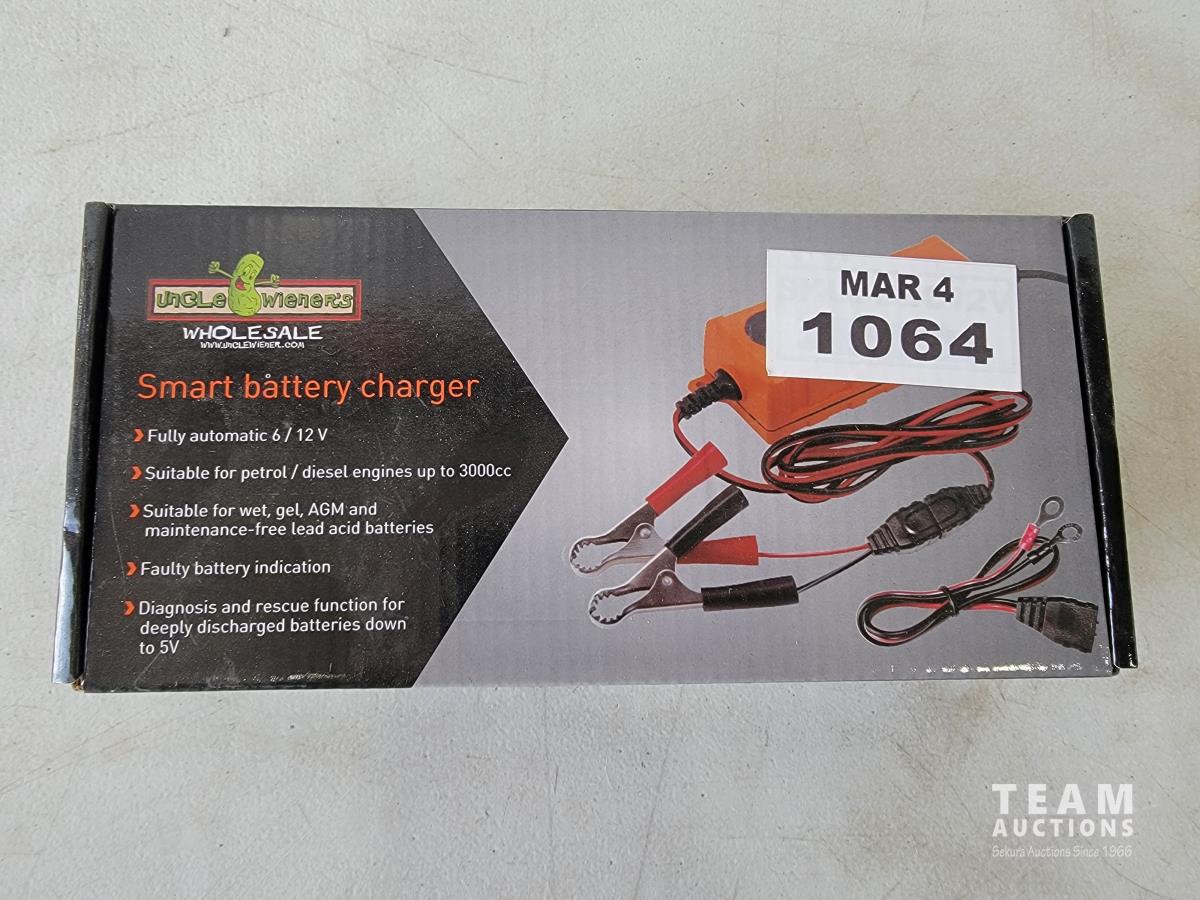 UNCLE WIENER'S
WHOLESALE
WWW.UNCLEWIENER.COM
Smart battery charger
Fully automatic 6 / 12 V
Suitable for petrol / diesel engines up to 3000cc
Suitable for wet, gel, AGM and
maintenance-free lead acid batteries
Faulty battery indication
Diagnosis and rescue function for
deeply discharged batteries down
to 5V
MAR 4
1064
TEAM
AUCTIONS
Sekura Auctions Since 1966